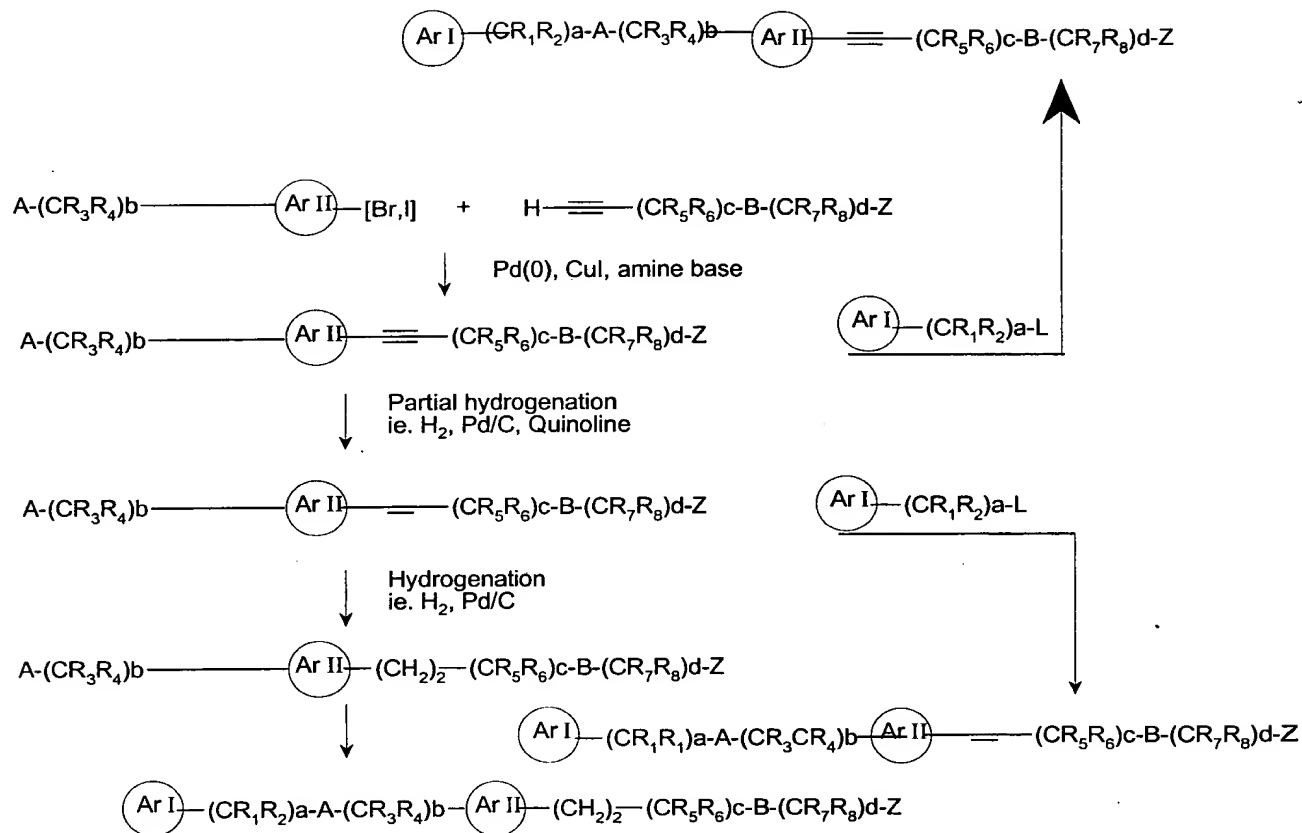 Ar I (CR1R2)a-A-(CR3R4)b Ar II (CR5R6)c-B-(CR7R8)d-Z
A-(CR3R4)b Ar II [Br,I] + H (CR5R6)c-B-(CR7R8)d-Z
Pd(0), CuI, amine base
A-(CR3R4)b Ar II (CR5R6)c-B-(CR7R8)d-Z
Ar I (CR1R2)a-L
Partial hydrogenation
ie. H2, Pd/C, Quinoline
A-(CR3R4)b Ar II (CR5R6)c-B-(CR7R8)d-Z
Ar I (CR1R2)a-L
Hydrogenation
ie. H2, Pd/C
A-(CR3R4)b Ar II (CH2)2 (CR5R6)c-B-(CR7R8)d-Z
Ar I (CR1R1)a-A-(CR3CR4)b Ar II (CR5R6)c-B-(CR7R8)d-Z
Ar I (CR1R2)a-A-(CR3R4)b Ar II (CH2)2 (CR5R6)c-B-(CR7R8)d-Z